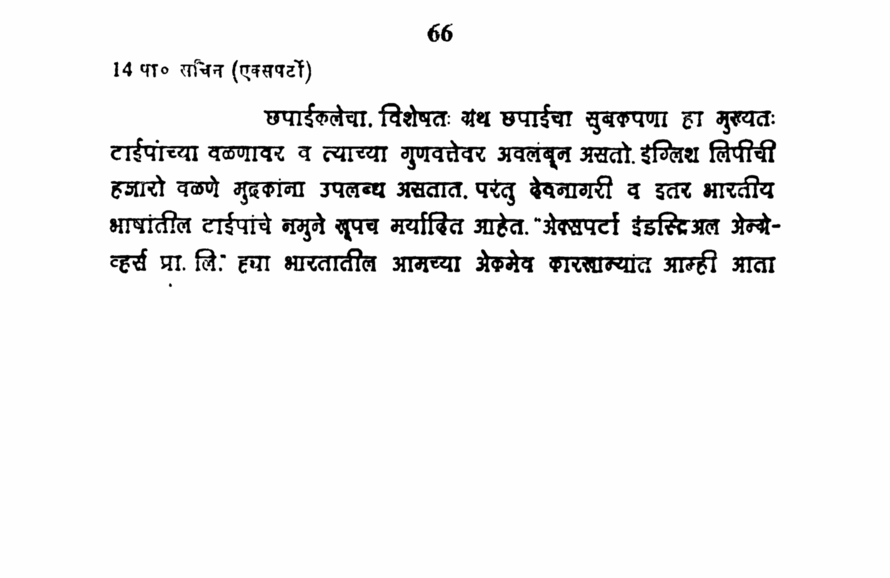 66
14 पा० सचिन (एक्सपर्टो)
छपाईकलेचा. विशेषतः ग्रंथ छपाईचा सुबकपणा हा मुख्यतः
टाईपांच्या वळणावर व त्याच्या गुणवत्तेवर अवलंबून असतो. इंग्लिश लिपीची
हजारो वळणे मुद्रकांना उपलब्ध असतात. परंतु देवनागरी व इतर भारतीय
भाषांतील टाईपांचे नमुने खूपच मर्यादित आहेत. "अेक्सपर्टो इंडस्ट्रिअल अेन्ग्रे-
व्हर्स प्रा. लि." ह्या भारतातील आमच्या अेकमेव कारखान्यांत आम्ही आता